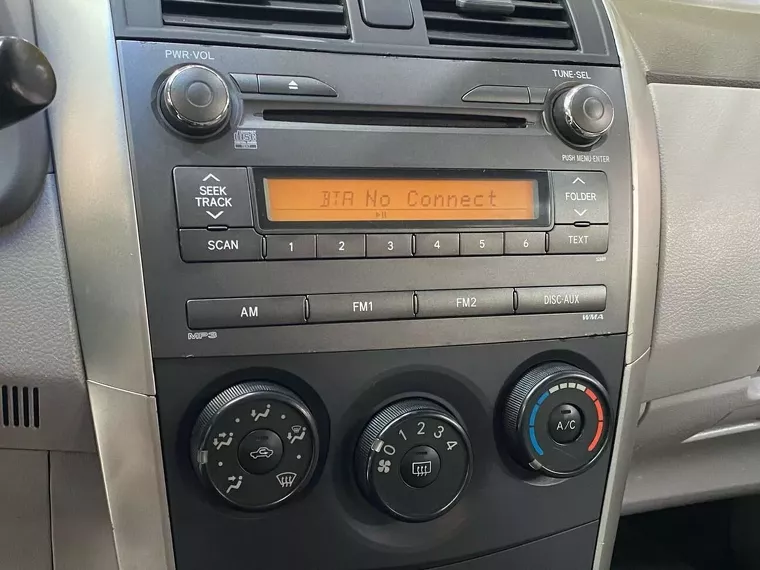 PWR·VOL
TUNE·SEL
PUSH MENU·ENTER
SEEK
TRACK
BTA No Connect
FOLDER
SCAN
1 2 3 4 5 6
TEXT
AM
FM1
FM2
DISC·AUX
MP3
WMA
0 1 2 3 4
A/C